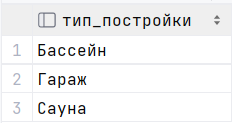 тип_постройки
1 Бассейн
2 Гараж
3 Сауна